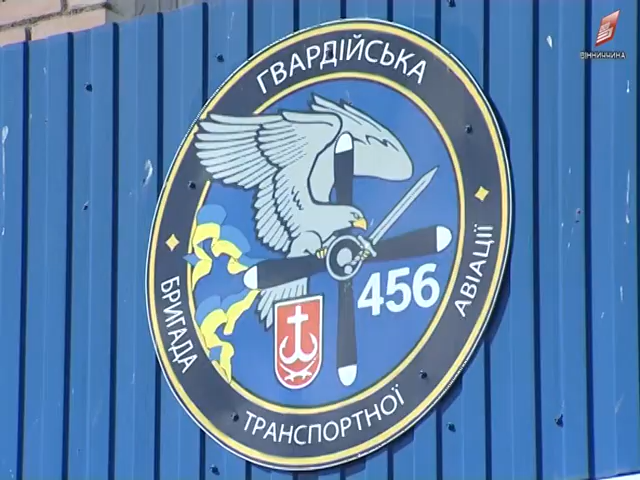 ВІННИЧЧИНА
ГВАРДІЙСЬКА
БРИГАДА
ТРАНСПОРТНОЇ
АВІАЦІЇ
456